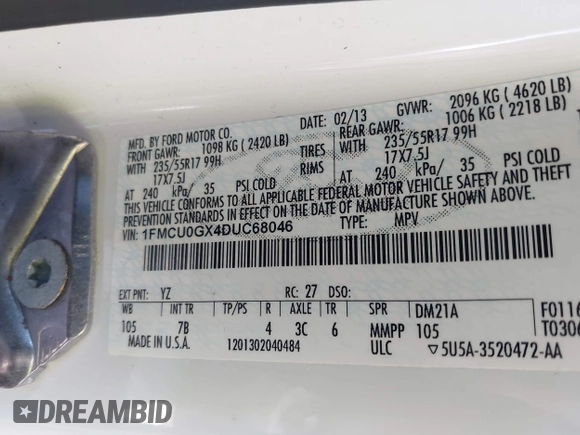 MFD. BY FORD MOTOR CO.
DATE: 02/13 GVWR: 2096 KG ( 4620 LB)
FRONT GAWR: 1098 KG ( 2420 LB) REAR GAWR: 1006 KG ( 2218 LB)
WITH 235/55R17 99H TIRES WITH 235/55R17 99H TIRES
17X7.5J RIMS 17X7.5J RIMS
AT 240 kPa/ 35 PSI COLD AT 240 kPa/ 35 PSI COLD
THIS VEHICLE CONFORMS TO ALL APPLICABLE FEDERAL MOTOR VEHICLE SAFETY AND THEFT
PREVENTION STANDARDS IN EFFECT ON THE DATE OF MANUFACTURE SHOWN ABOVE.
VIN: 1FMCU0GX4DUC68046 TYPE: MPV
EXT PNT: YZ RC: 27 DSO:
WB INT TR TP/PS R AXLE TR SPR DM21A F0116
105 7B 4 3C 6 MMPP 105 T0306
MADE IN U.S.A. 1201302040484 ULC ▽5U5A-3520472-AA
DREAMBID